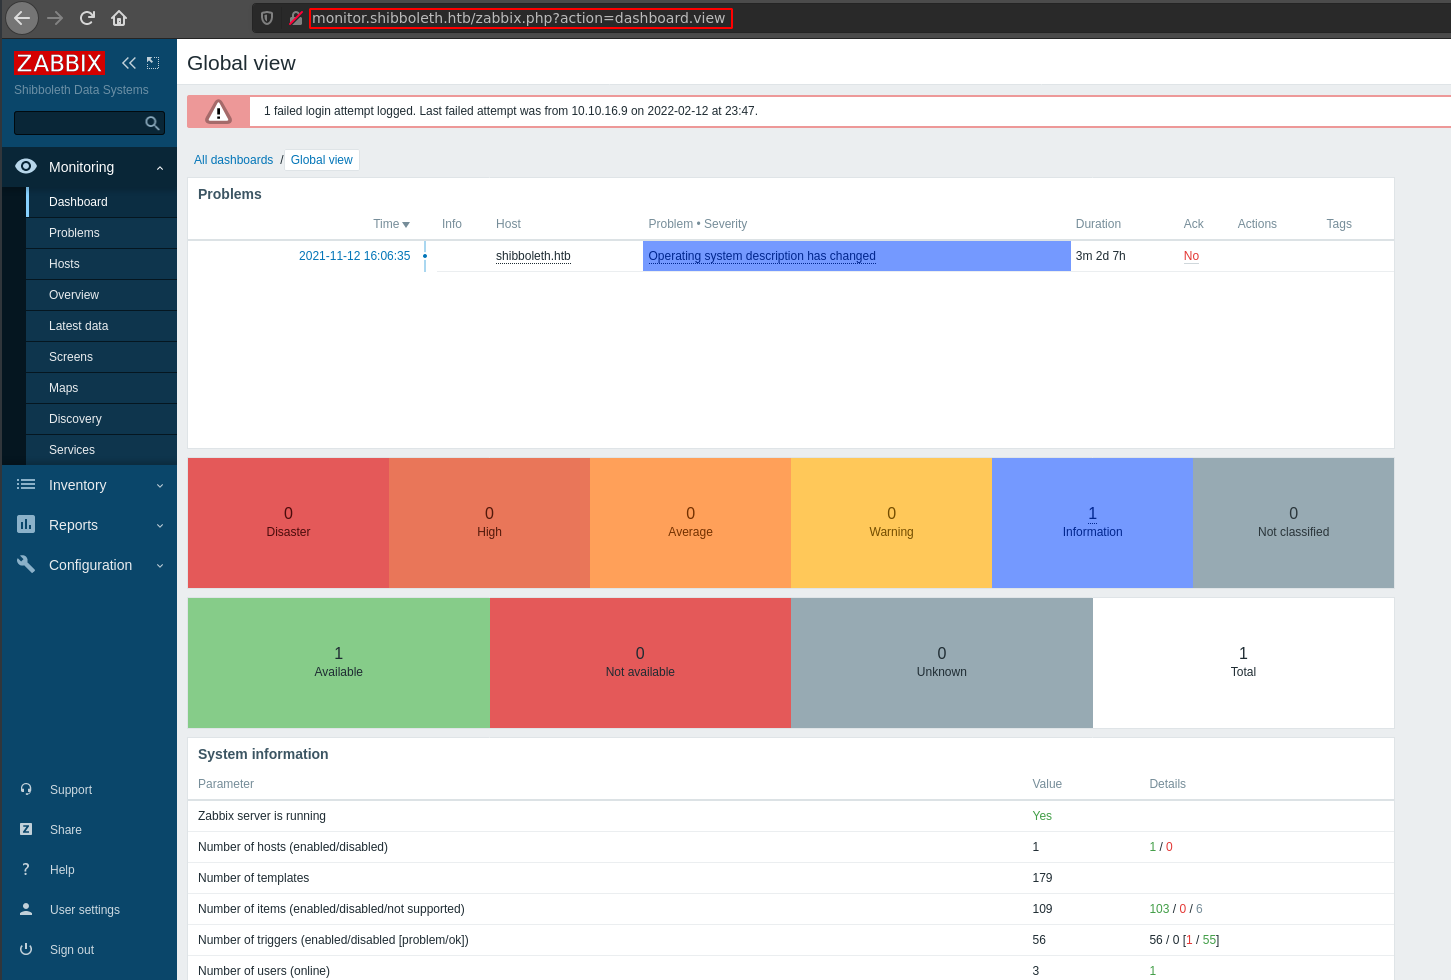 monitor.shibboleth.htb/zabbix.php?action=dashboard.view
ZABBIX
Shibboleth Data Systems
Monitoring
Dashboard
Problems
Hosts
Overview
Latest data
Screens
Maps
Discovery
Services
Inventory
Reports
Configuration
Support
Share
Help
User settings
Sign out
Global view
1 failed login attempt logged. Last failed attempt was from 10.10.16.9 on 2022-02-12 at 23:47.
All dashboards / Global view
Problems
Time Info Host Problem • Severity Duration Ack Actions Tags
2021-11-12 16:06:35 shibboleth.htb Operating system description has changed 3m 2d 7h No
0 0 0 0 1 0
Disaster High Average Warning Information Not classified
1 0 0 1
Available Not available Unknown Total
System information
Parameter Value Details
Zabbix server is running Yes
Number of hosts (enabled/disabled) 1 1 / 0
Number of templates 179
Number of items (enabled/disabled/not supported) 109 103 / 0 / 6
Number of triggers (enabled/disabled [problem/ok]) 56 56 / 0 [1 / 55]
Number of users (online) 3 1